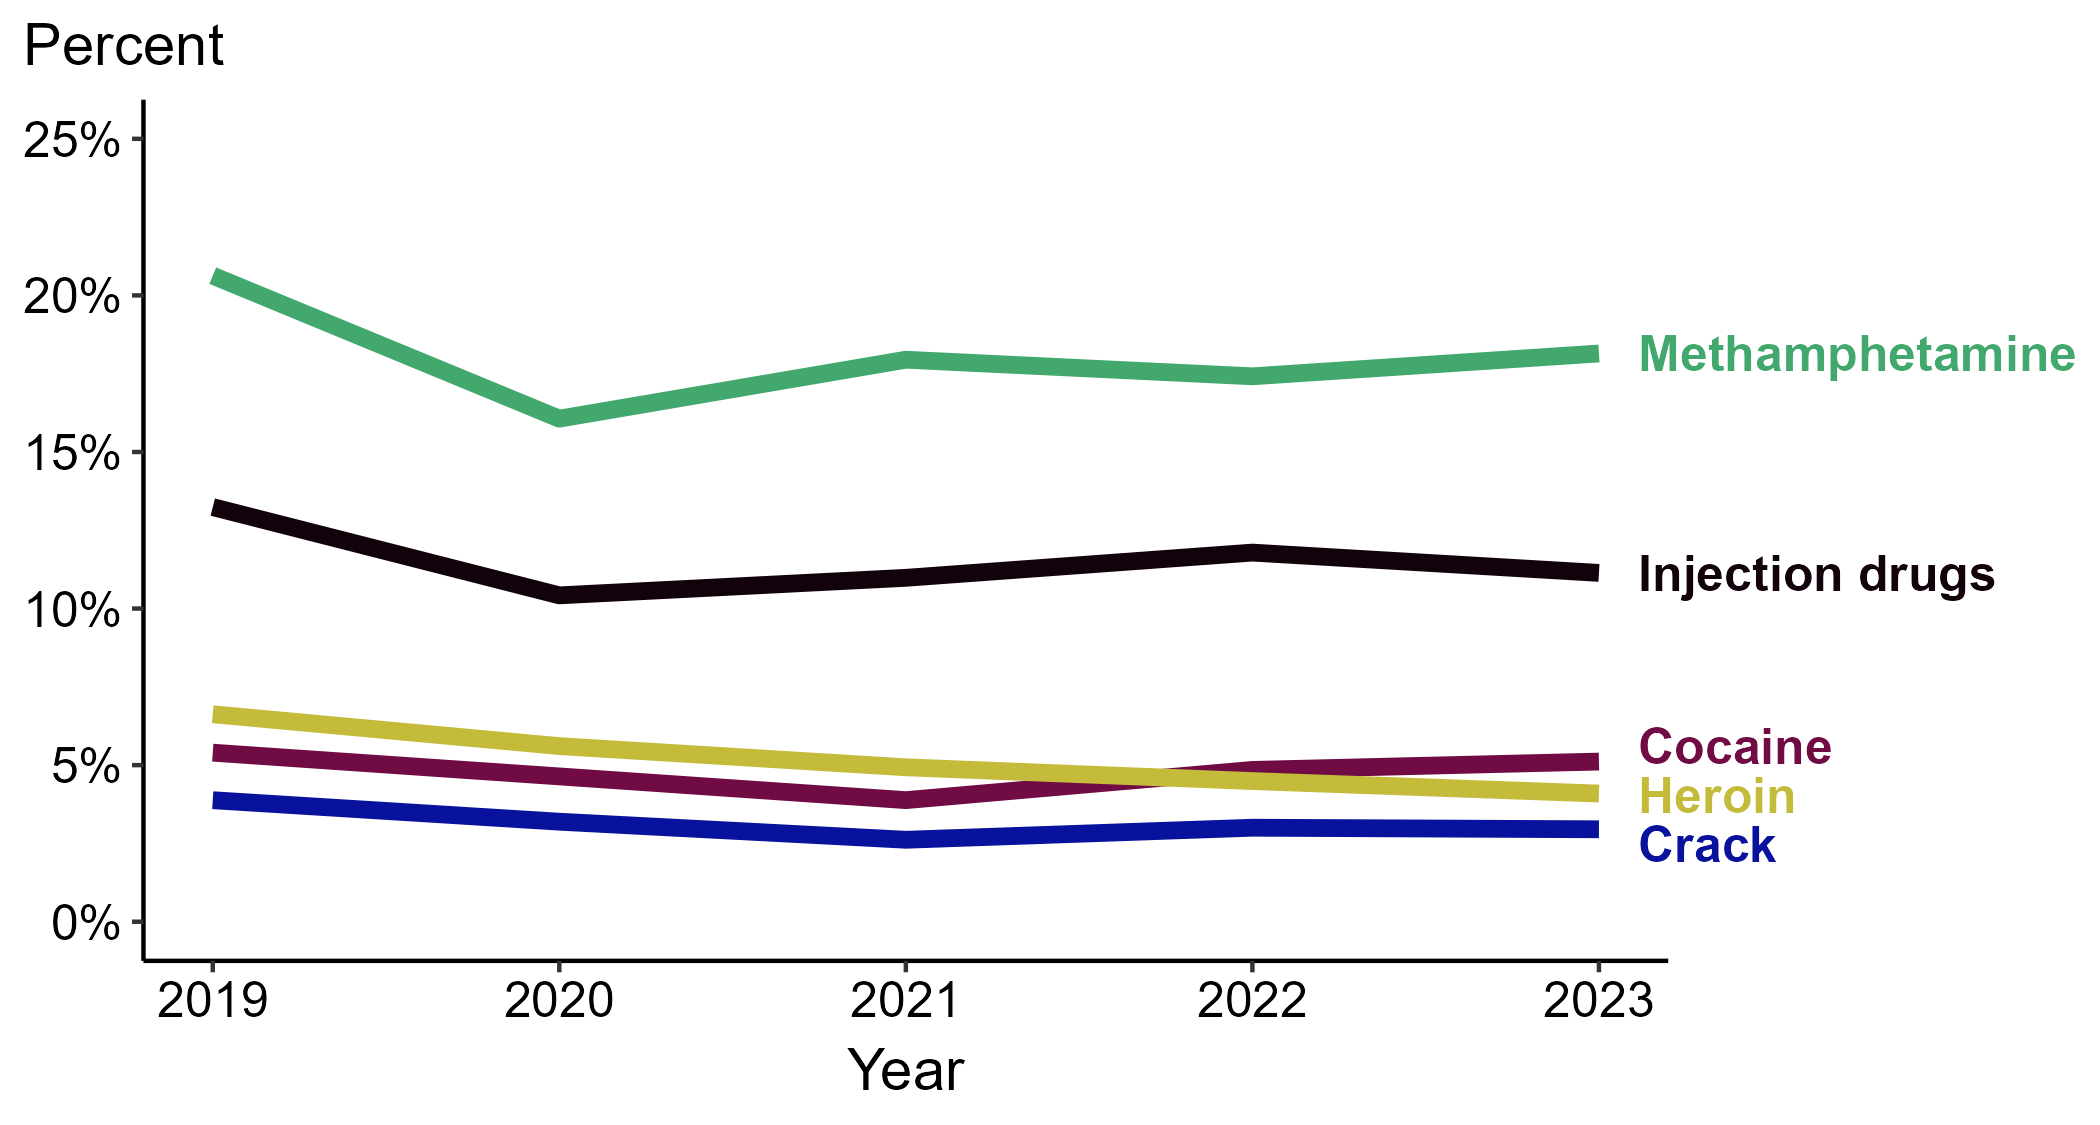 Percent
25%
20%
15%
10%
5%
0%
Methamphetamine
Injection drugs
Cocaine
Heroin
Crack
2019 2020 2021 2022 2023
Year